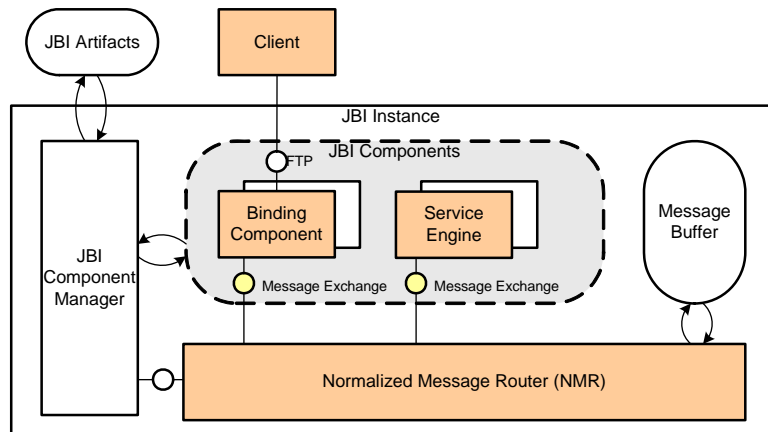 JBI Artifacts
Client
JBI Instance
JBI Components
FTP
Binding
Component
Service
Engine
Message
Buffer
JBI
Component
Manager
Message Exchange
Message Exchange
Normalized Message Router (NMR)